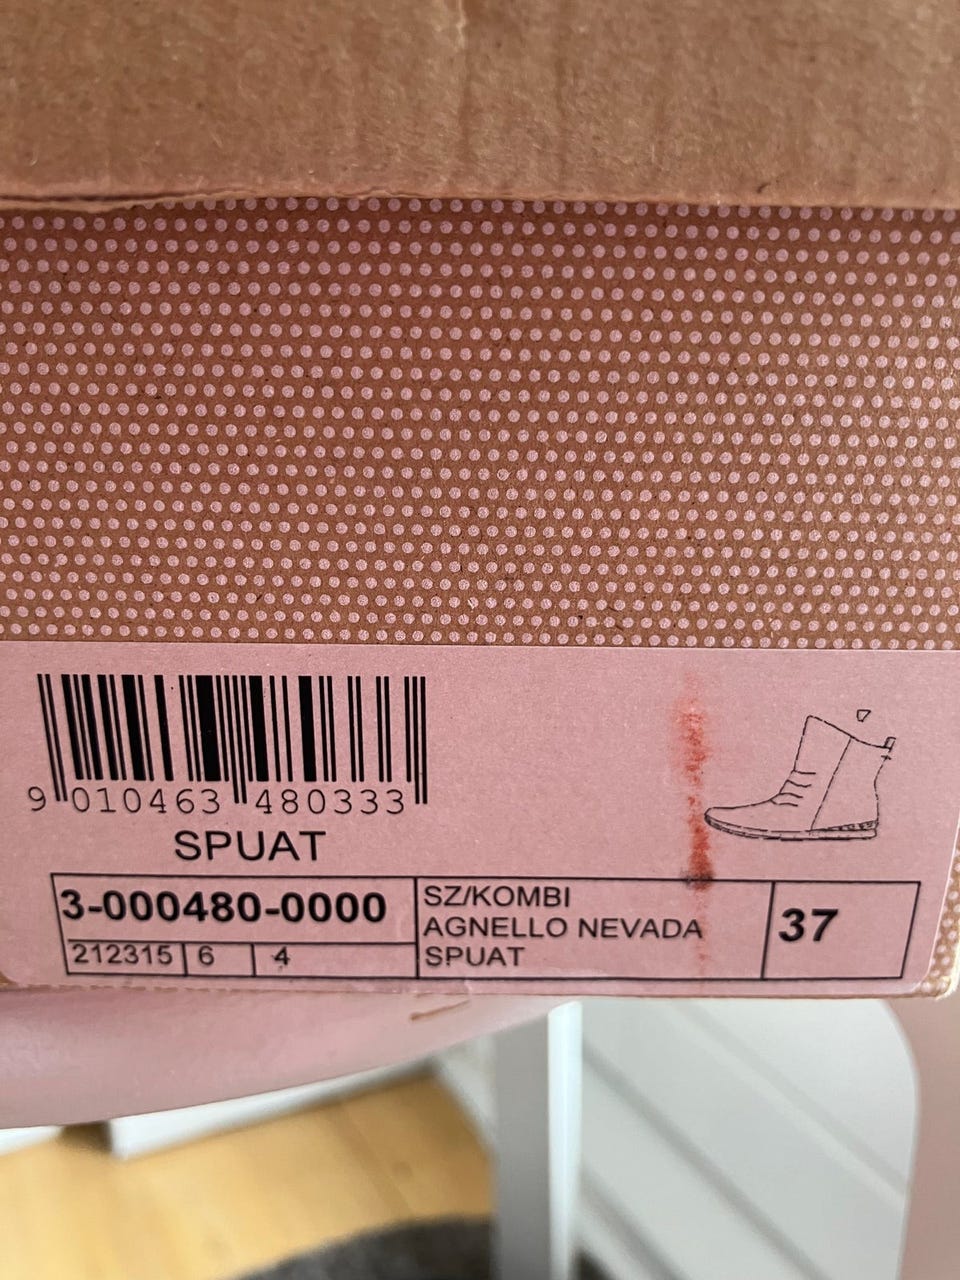 9 010463 480333
SPUAT
3-000480-0000
212315 6 4
SZ/KOMBI
AGNELLO NEVADA
SPUAT
37